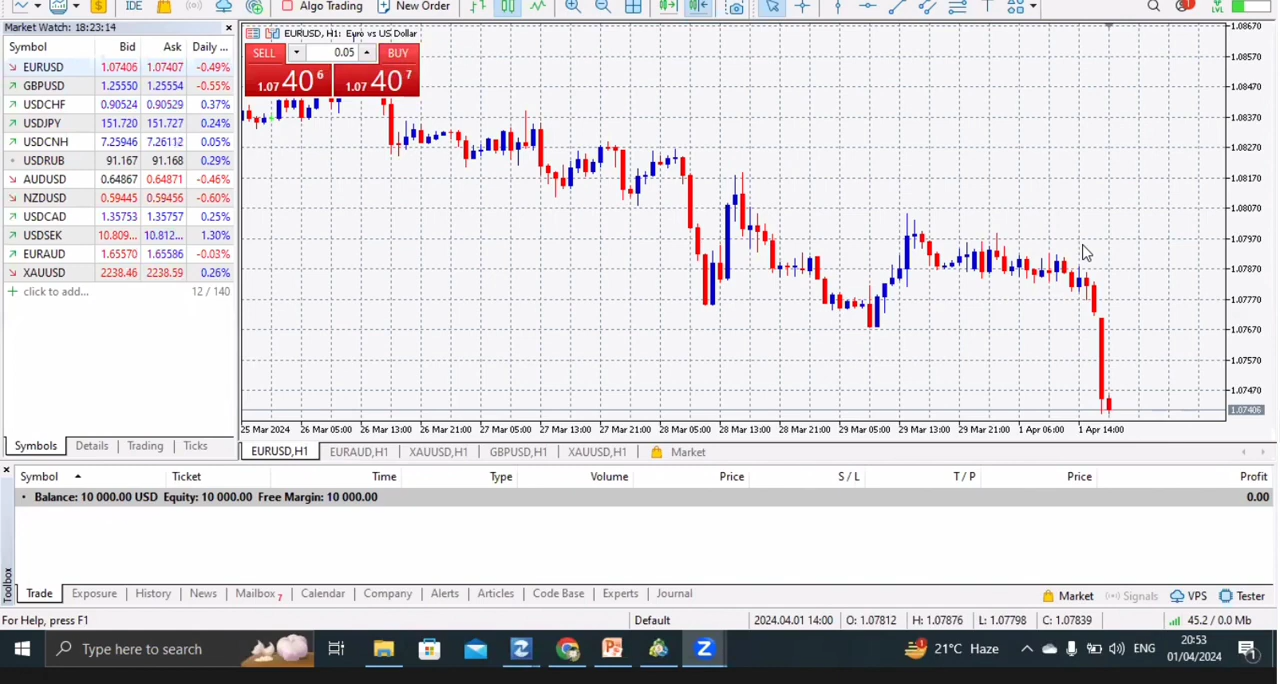 IDE
$
Algo Trading
New Order
1
LVL
Market Watch: 18:23:14
Symbol Bid Ask Daily ...
EURUSD 1.07406 1.07407 -0.49%
GBPUSD 1.25550 1.25554 -0.55%
USDCHF 0.90524 0.90529 0.37%
USDJPY 151.720 151.727 0.24%
USDCNH 7.25946 7.26112 0.05%
USDRUB 91.167 91.168 0.29%
AUDUSD 0.64867 0.64871 -0.46%
NZDUSD 0.59445 0.59456 -0.60%
USDCAD 1.35753 1.35757 0.25%
USDSEK 10.809... 10.812... 1.30%
EURAUD 1.65570 1.65586 -0.03%
XAUUSD 2238.46 2238.59 0.26%
+ click to add... 12 / 140
Symbols Details Trading Ticks
EURUSD, H1: Euro vs US Dollar
SELL 0.05 BUY
1.07 40 6 1.07 40 7
1.08670
1.08570
1.08470
1.08370
1.08270
1.08170
1.08070
1.07970
1.07870
1.07770
1.07670
1.07570
1.07470
1.07406
25 Mar 2024 26 Mar 05:00 26 Mar 13:00 26 Mar 21:00 27 Mar 05:00 27 Mar 13:00 27 Mar 21:00 28 Mar 05:00 28 Mar 13:00 28 Mar 21:00 29 Mar 05:00 29 Mar 13:00 29 Mar 21:00 1 Apr 06:00 1 Apr 14:00
EURUSD,H1 EURAUD,H1 XAUUSD,H1 GBPUSD,H1 XAUUSD,H1 Market
Symbol Ticket Time Type Volume Price S / L T / P Price Profit
Balance: 10 000.00 USD Equity: 10 000.00 Free Margin: 10 000.00 0.00
Toolbox
Trade Exposure History News Mailbox 7 Calendar Company Alerts Articles Code Base Experts Journal
Market Signals VPS Tester
For Help, press F1 Default 2024.04.01 14:00 O: 1.07812 H: 1.07876 L: 1.07798 C: 1.07839 45.2 / 0.0 Mb
Type here to search
21°C Haze
ENG
20:53
01/04/2024
1